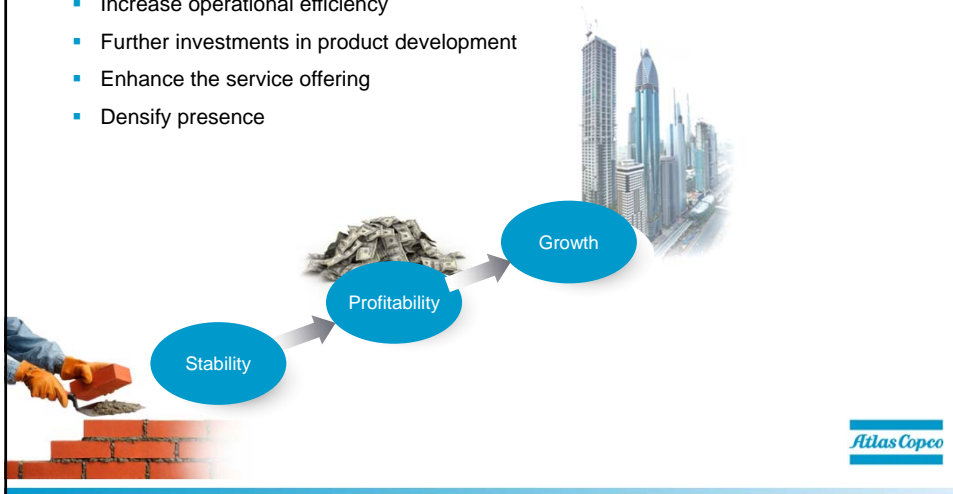 Increase operational efficiency
Further investments in product development
Enhance the service offering
Densify presence
Growth
Profitability
Stability
Atlas Copco